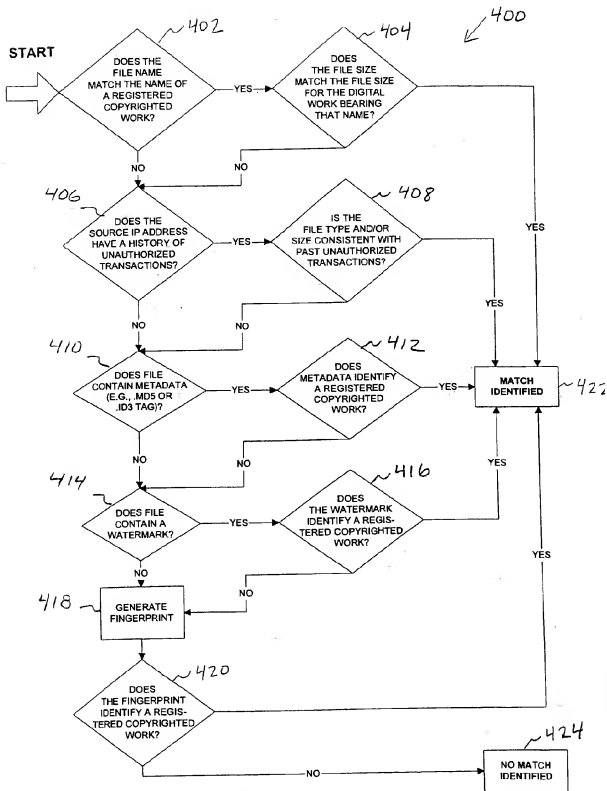 402
404
400
START
DOES THE
FILE NAME
MATCH THE NAME OF
A REGISTERED
COPYRIGHTED
WORK?
YES
DOES
THE FILE SIZE
MATCH THE FILE SIZE
FOR THE DIGITAL
WORK BEARING
THAT NAME?
NO
NO
YES
406
408
DOES THE
SOURCE IP ADDRESS
HAVE A HISTORY OF
UNAUTHORIZED
TRANSACTIONS?
YES
IS THE
FILE TYPE AND/OR
SIZE CONSISTENT WITH
PAST UNAUTHORIZED
TRANSACTIONS?
YES
NO
NO
410
412
DOES FILE
CONTAIN METADATA
(E.G., .MD5 OR
.ID3 TAG)?
YES
DOES
METADATA IDENTIFY
A REGISTERED
COPYRIGHTED
WORK?
YES
MATCH
IDENTIFIED
422
NO
NO
414
416
DOES FILE
CONTAIN A
WATERMARK?
YES
DOES
THE WATERMARK
IDENTIFY A REGIS-
TERED COPYRIGHTED
WORK?
YES
YES
NO
NO
418
GENERATE
FINGERPRINT
420
DOES
THE FINGERPRINT
IDENTIFY A REGIS-
TERED COPYRIGHTED
WORK?
NO
424
NO MATCH
IDENTIFIED